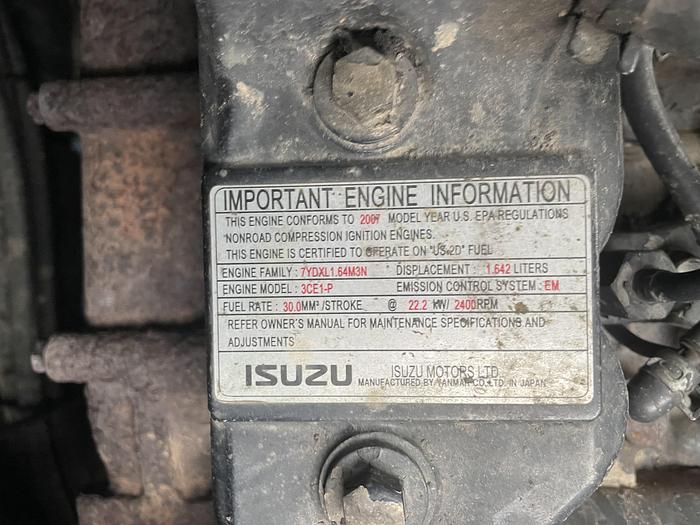 IMPORTANT ENGINE INFORMATION
THIS ENGINE CONFORMS TO 2007 MODEL YEAR U.S. EPA REGULATIONS
NONROAD COMPRESSION IGNITION ENGINES.
THIS ENGINE IS CERTIFIED TO OPERATE ON "US 2D" FUEL
ENGINE FAMILY : 7YDXL1.64M3N DISPLACEMENT : 1.642 LITERS
ENGINE MODEL : 3CE1-P EMISSION CONTROL SYSTEM : EM
FUEL RATE : 30.0MM³/STROKE @ 22.2 KW/ 2400RPM
REFER OWNER'S MANUAL FOR MAINTENANCE SPECIFICATIONS AND
ADJUSTMENTS
ISUZU ISUZU MOTORS LTD.
MANUFACTURED BY YANMAR CO.,LTD. IN JAPAN